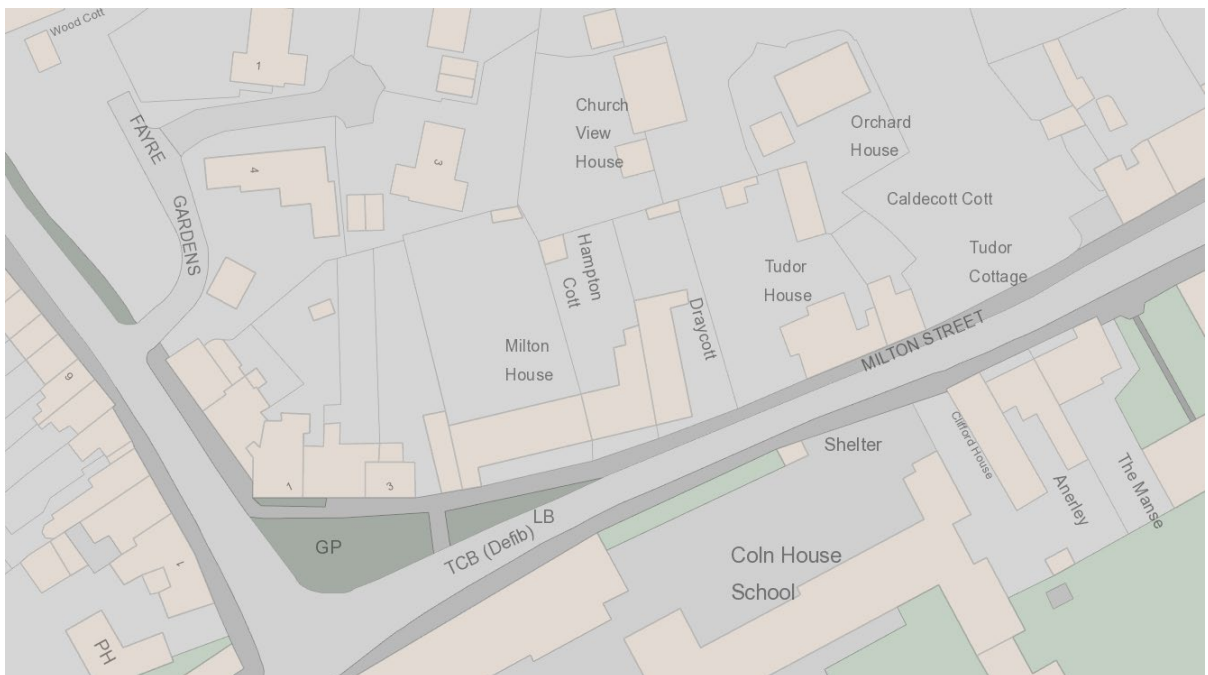 Wood Cott
1
FAYRE
GARDENS
4
3
Church
View
House
Orchard
House
Caldecott Cott
Tudor
Cottage
Hampton
Cott
Draycott
Tudor
House
Milton
House
MILTON STREET
9
1
3
GP
LB
TCB (Defib)
Shelter
Clifford House
Anerley
The Manse
Coln House
School
1
PH